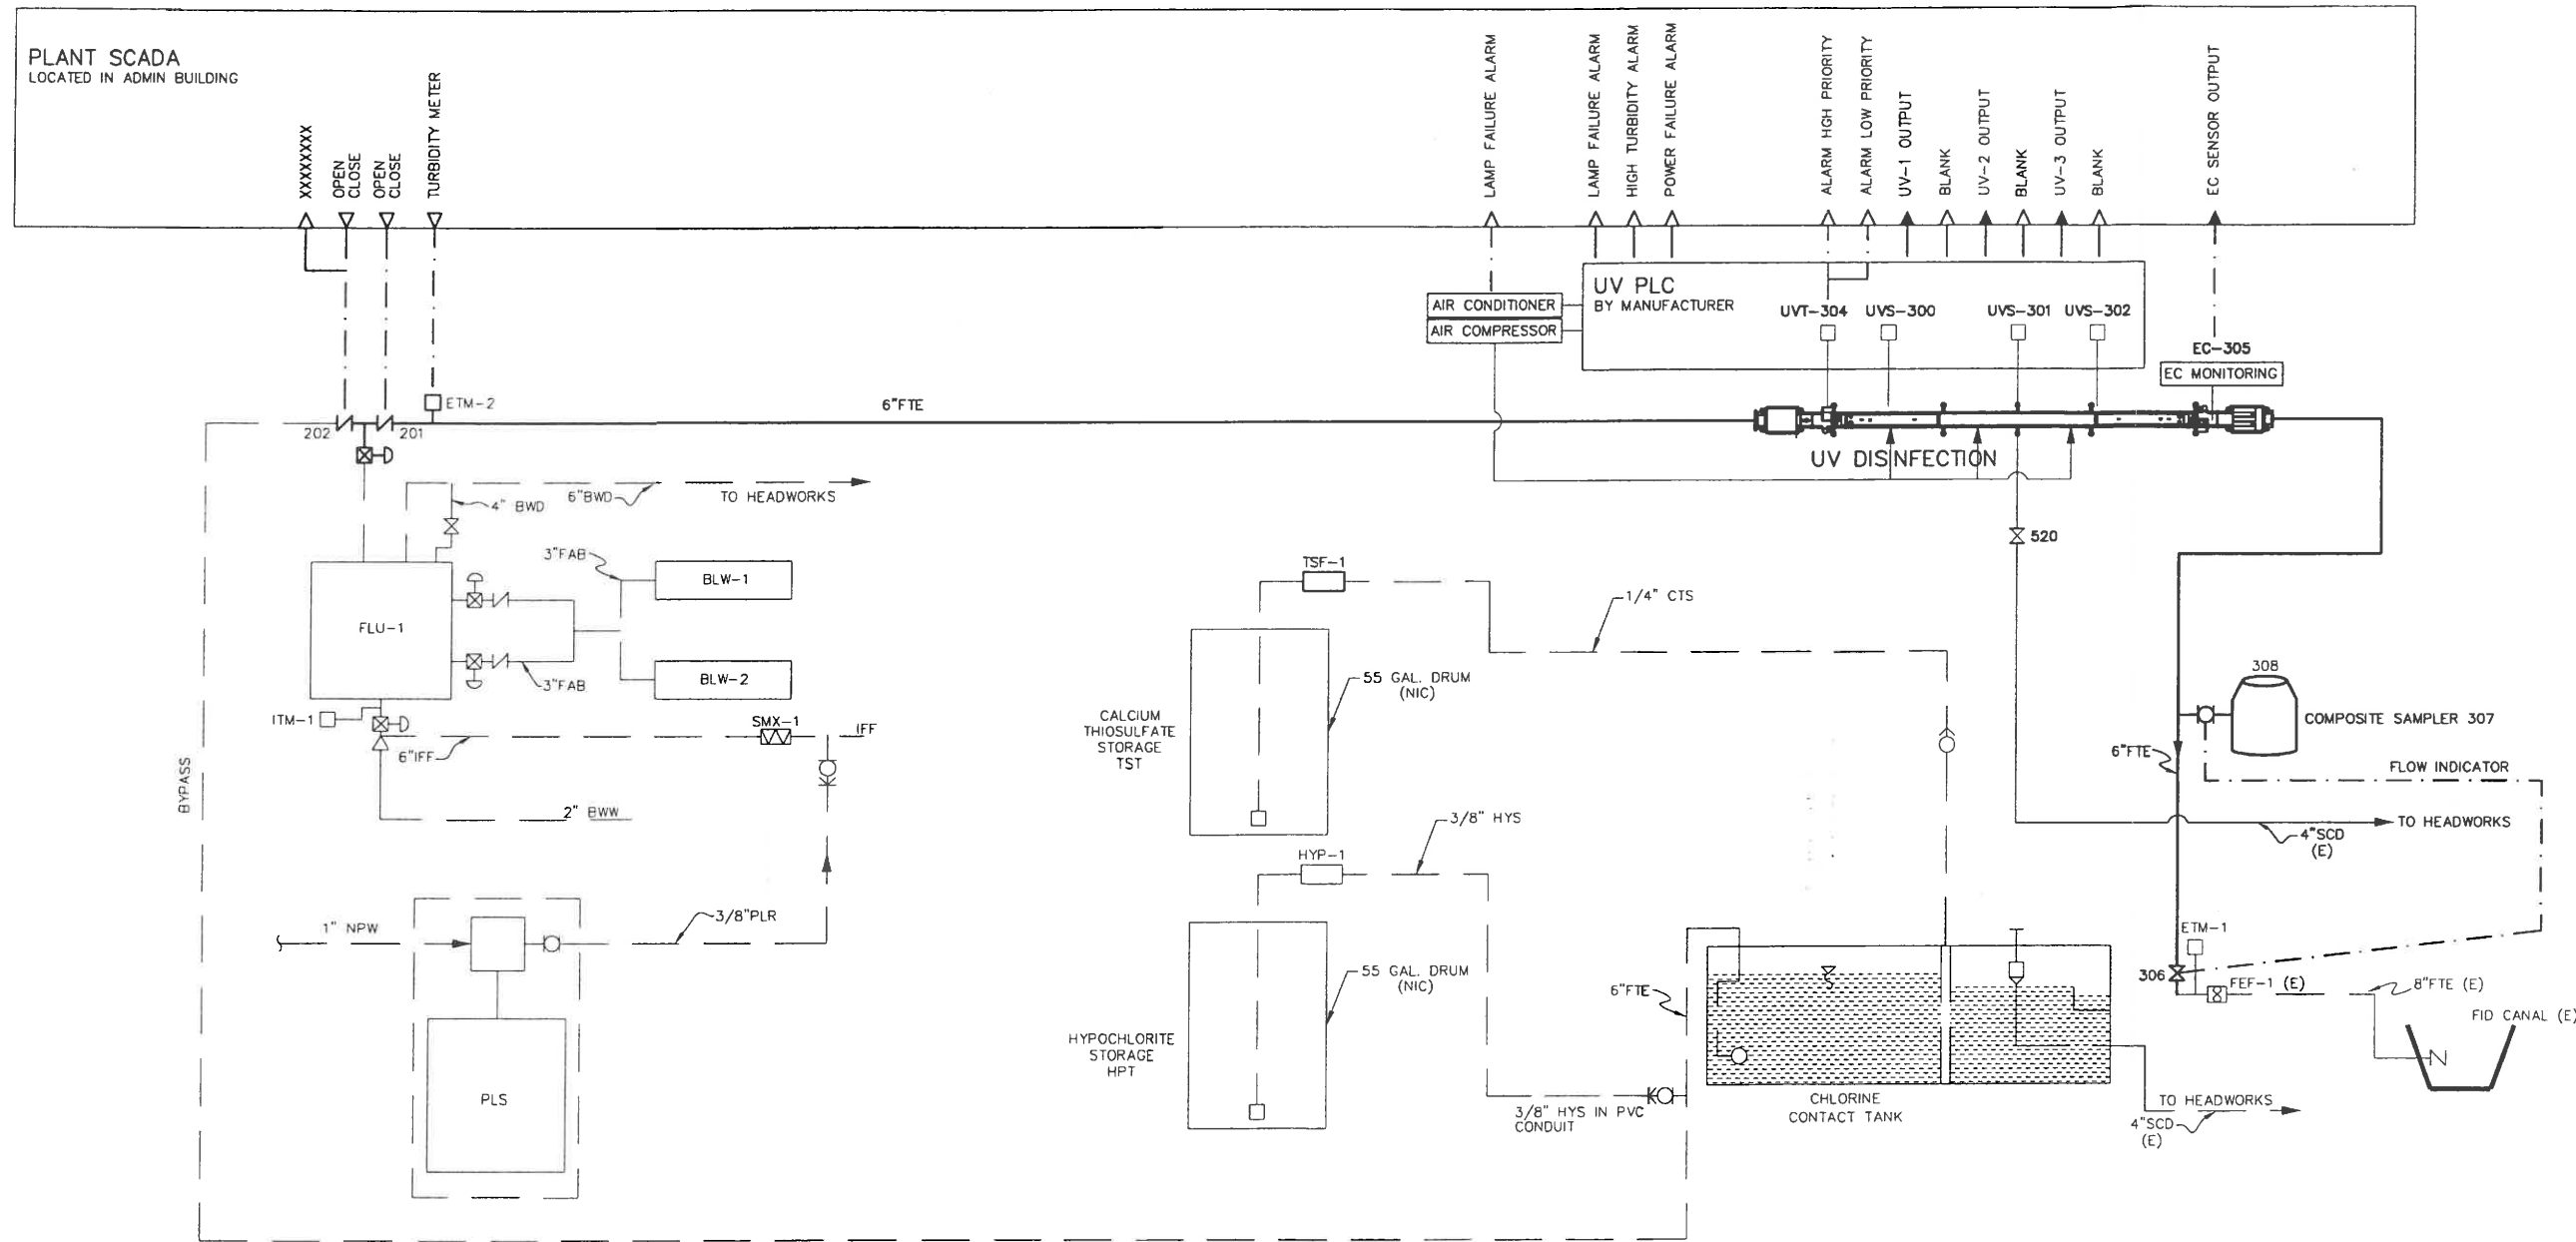 PLANT SCADA
LOCATED IN ADMIN BUILDING
XXXXXXXX
OPEN
CLOSE
OPEN
CLOSE
TURBIDITY METER
LAMP FAILURE ALARM
LAMP FAILURE ALARM
HIGH TURBIDITY ALARM
POWER FAILURE ALARM
ALARM HGH PRIORITY
ALARM LOW PRIORITY
UV-1 OUTPUT
BLANK
UV-2 OUTPUT
BLANK
UV-3 OUTPUT
BLANK
EC SENSOR OUTPUT
AIR CONDITIONER
AIR COMPRESSOR
UV PLC
BY MANUFACTURER
UVT-304
UVS-300
UVS-301
UVS-302
EC-305
EC MONITORING
ETM-2
6"FTE
202
201
UV DISINFECTION
6"BWD
TO HEADWORKS
4" BWD
520
3"FAB
BLW-1
FLU-1
BLW-2
3"FAB
ITM-1
SMX-1
IFF
6"IFF
2" BWW
BYPASS
TSF-1
1/4" CTS
55 GAL. DRUM
(NIC)
CALCIUM
THIOSULFATE
STORAGE
TST
308
COMPOSITE SAMPLER 307
6"FTE
FLOW INDICATOR
TO HEADWORKS
4"SCD
(E)
HYP-1
3/8" HYS
1" NPW
3/8"PLR
PLS
55 GAL. DRUM
(NIC)
HYPOCHLORITE
STORAGE
HPT
6"FTE
3/8" HYS IN PVC
CONDUIT
CHLORINE
CONTACT TANK
ETM-1
306
FEF-1 (E)
8"FTE (E)
FID CANAL (E)
TO HEADWORKS
4"SCD
(E)